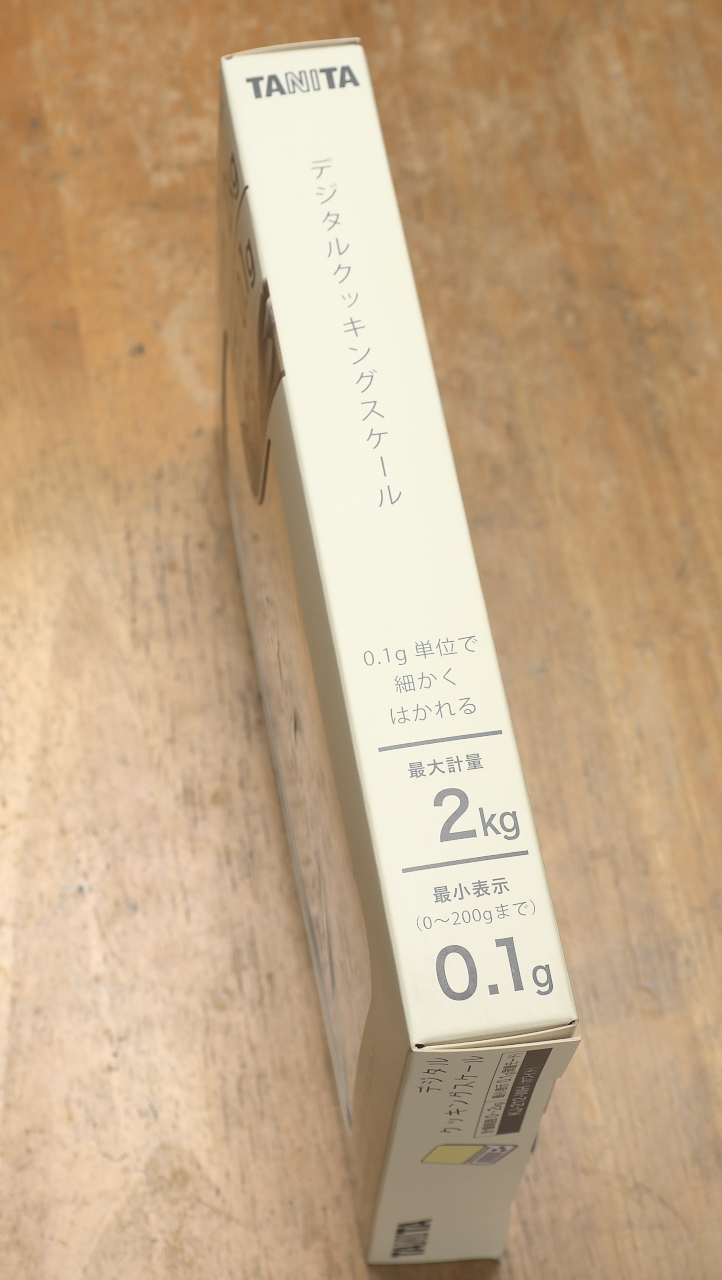 TANITA
デジタルクッキングスケール
0.1g 単位で
細かく
はかれる
最大計量
2kg
最小表示
(0～200gまで)
0.1g
デジタル
クッキングスケール
TANITA